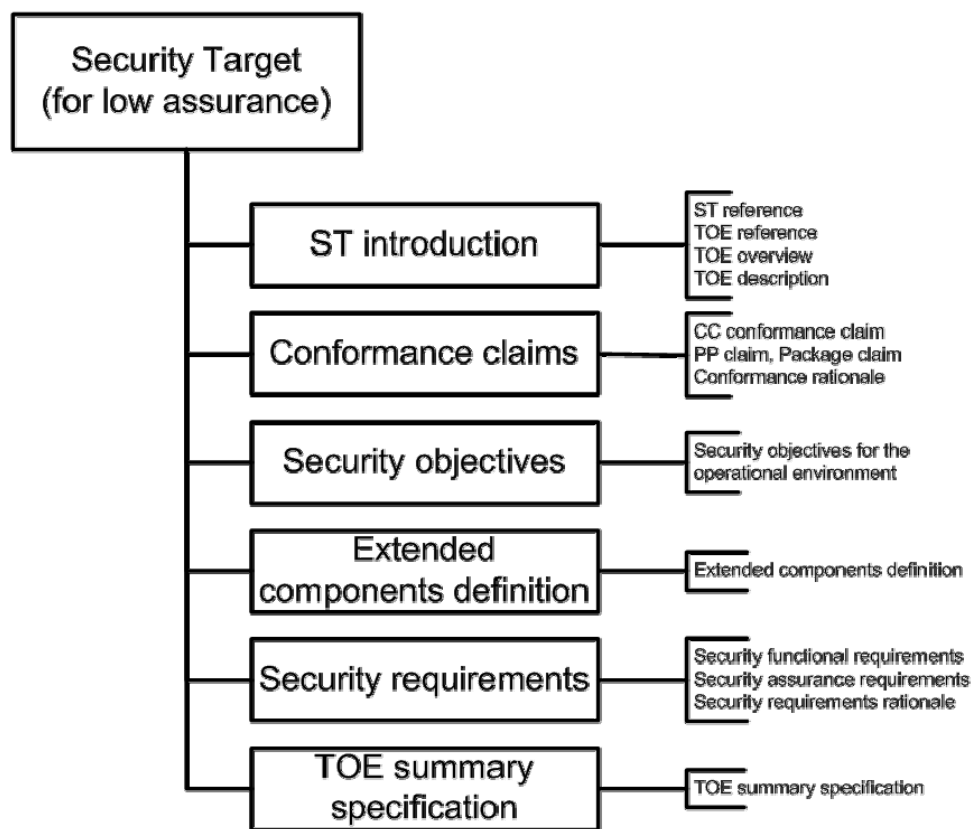 Security Target
(for low assurance)
ST introduction
ST reference
TOE reference
TOE overview
TOE description
Conformance claims
CC conformance claim
PP claim, Package claim
Conformance rationale
Security objectives
Security objectives for the
operational environment
Extended
components definition
Extended components definition
Security requirements
Security functional requirements
Security assurance requirements
Security requirements rationale
TOE summary
specification
TOE summary specification